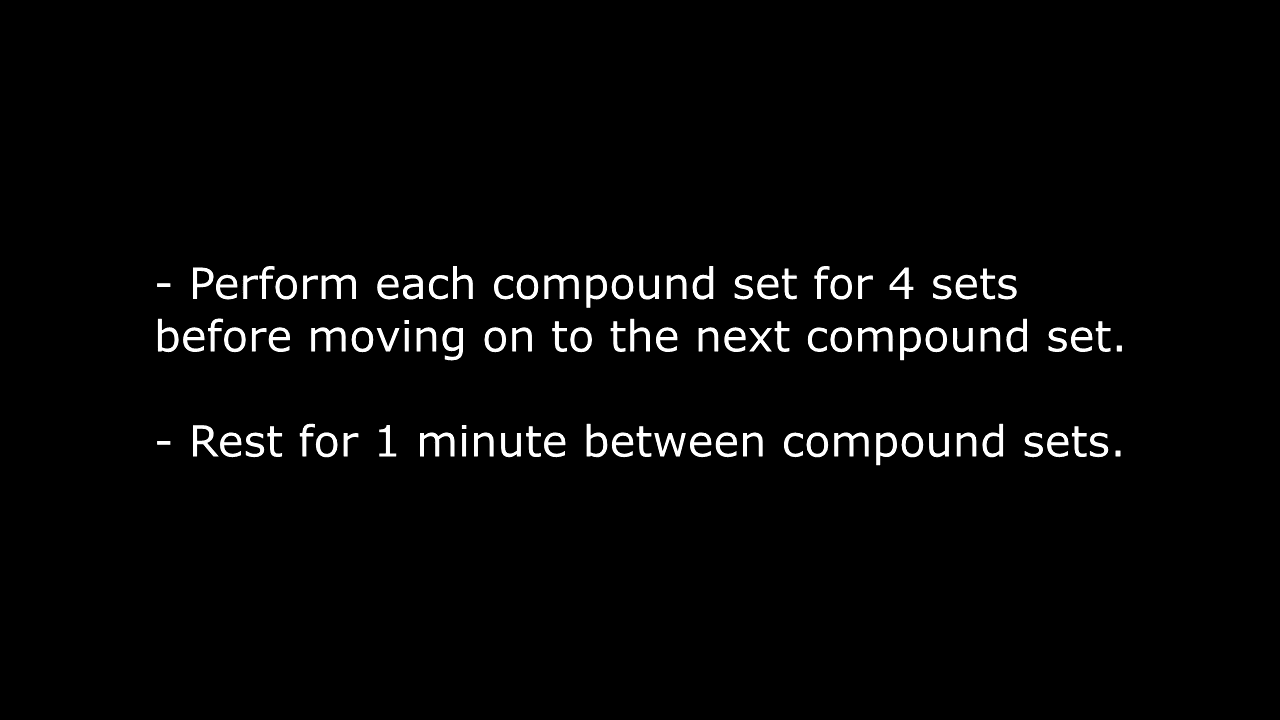 - Perform each compound set for 4 sets
before moving on to the next compound set.
- Rest for 1 minute between compound sets.